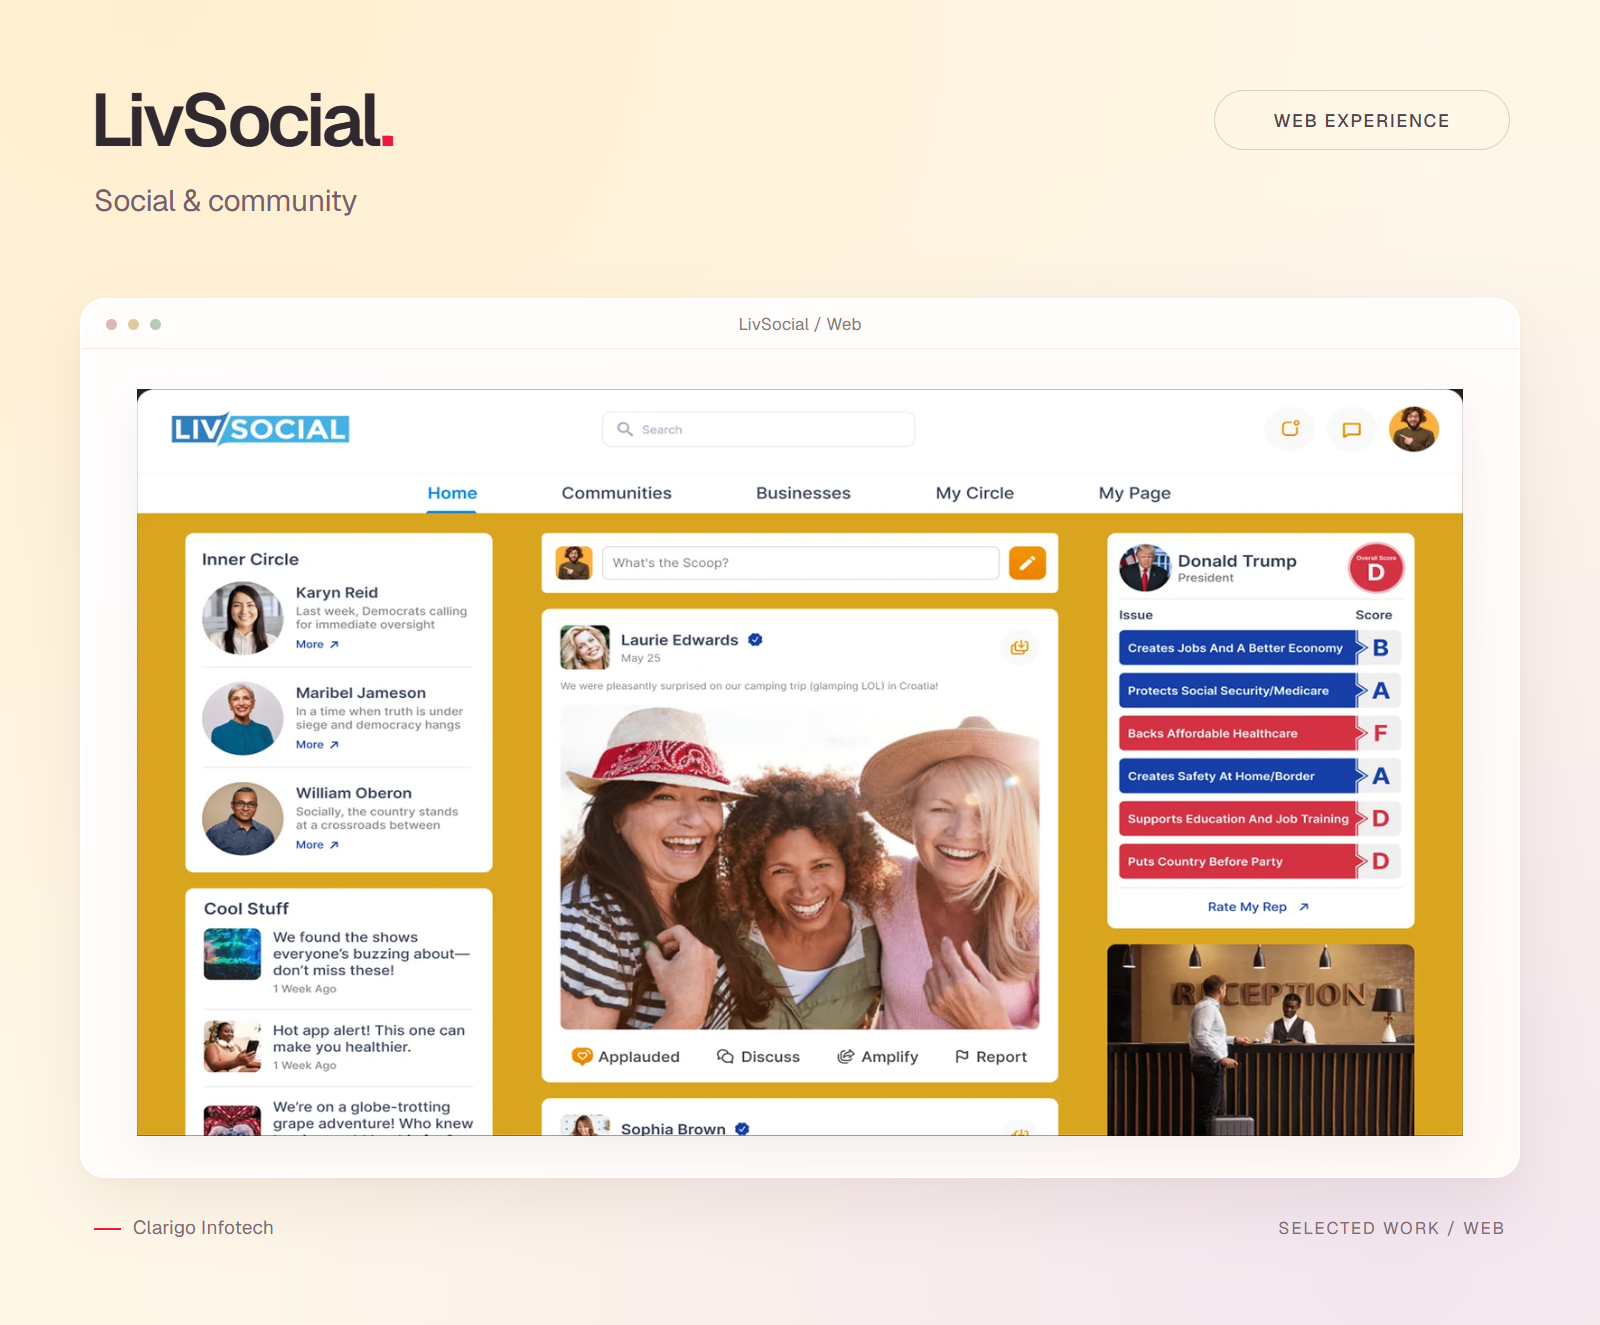 LivSocial.
WEB EXPERIENCE
Social & community
LivSocial / Web
LIV/SOCIAL
Search
Home
Communities
Businesses
My Circle
My Page
Inner Circle
Karyn Reid
Last week, Democrats calling
for immediate oversight
More
Maribel Jameson
In a time when truth is under
siege and democracy hangs
More
William Oberon
Socially, the country stands
at a crossroads between
More
Cool Stuff
We found the shows
everyone's buzzing about—
don't miss these!
1 Week Ago
Hot app alert! This one can
make you healthier.
1 Week Ago
We're on a globe-trotting
grape adventure! Who knew
What's the Scoop?
Laurie Edwards
May 25
We were pleasantly surprised on our camping trip (glamping LOL) in Croatia!
Applauded
Discuss
Amplify
Report
Sophia Brown
Donald Trump
President
Overall Score
D
Issue
Score
Creates Jobs And A Better Economy
B
Protects Social Security/Medicare
A
Backs Affordable Healthcare
F
Creates Safety At Home/Border
A
Supports Education And Job Training
D
Puts Country Before Party
D
Rate My Rep
RECEPTION
Clarigo Infotech
SELECTED WORK / WEB